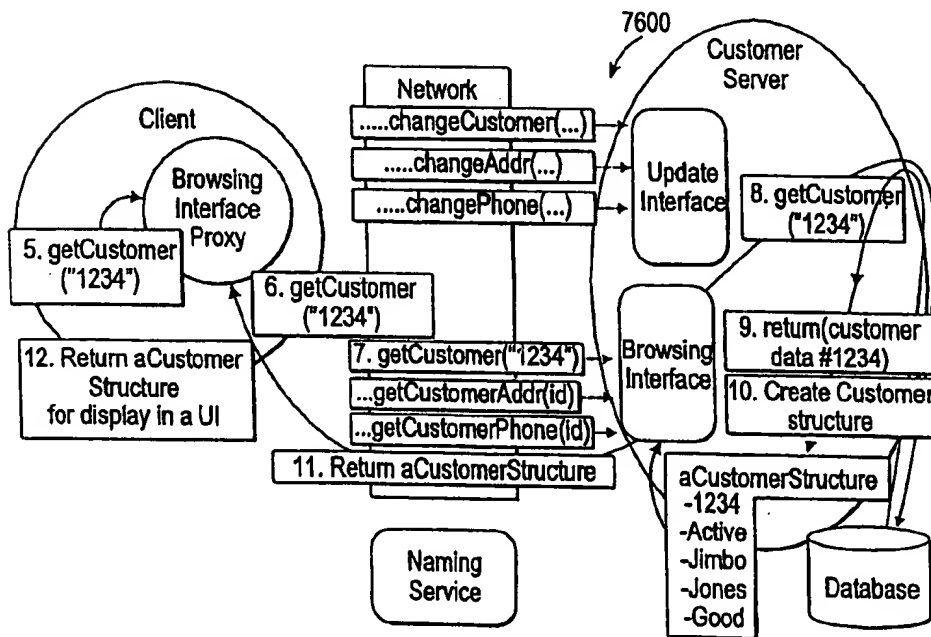 7600
Customer
Server
Network
Client
.....changeCustomer(...)
.....changeAddr(...)
.....changePhone(...)
Browsing
Interface
Proxy
Update
Interface
8. getCustomer
("1234")
5. getCustomer
("1234")
6. getCustomer
("1234")
7. getCustomer("1234")
...getCustomerAddr(id)
...getCustomerPhone(id)
Browsing
Interface
9. return(customer
data #1234)
10. Create Customer
structure
12. Return aCustomer
Structure
for display in a UI
11. Return aCustomerStructure
aCustomerStructure
-1234
-Active
-Jimbo
-Jones
-Good
Naming
Service
Database